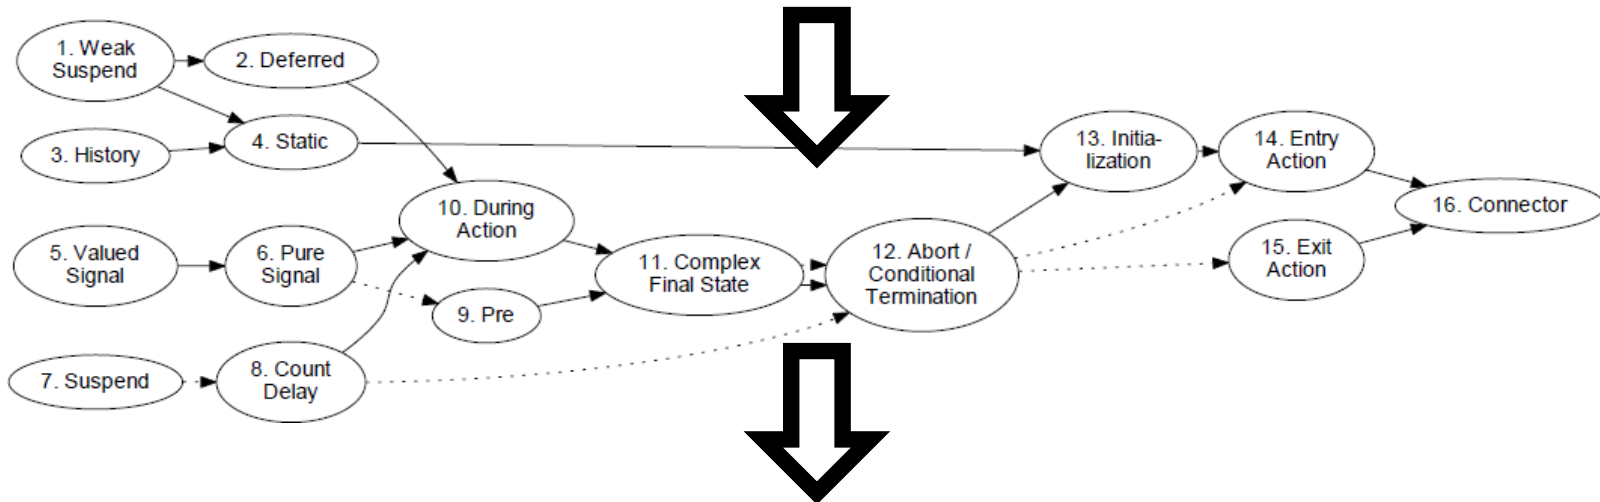 1. Weak
Suspend
2. Deferred
3. History
4. Static
5. Valued
Signal
6. Pure
Signal
7. Suspend
8. Count
Delay
9. Pre
10. During
Action
11. Complex
Final State
12. Abort /
Conditional
Termination
13. Initia-
lization
14. Entry
Action
15. Exit
Action
16. Connector